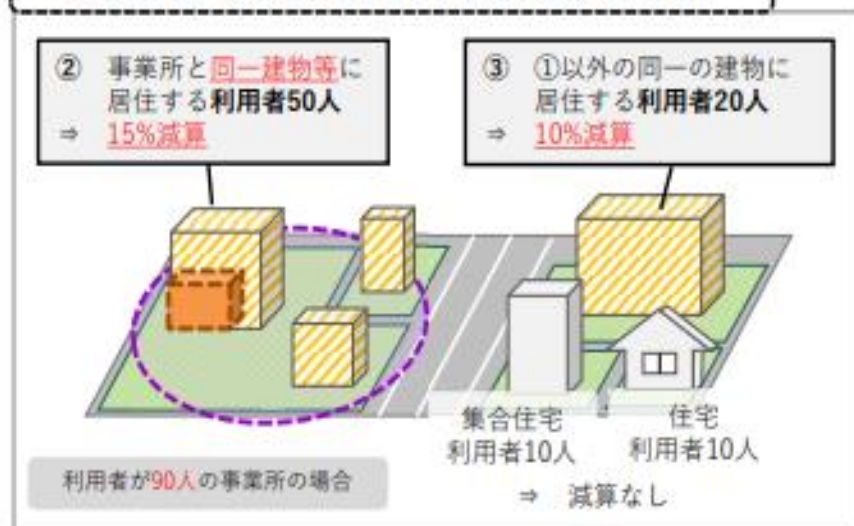 ② 事業所と同一建物等に
居住する利用者50人
⇒ 15%減算
③ ①以外の同一の建物に
居住する利用者20人
⇒ 10%減算
集合住宅
利用者10人
住宅
利用者10人
⇒ 減算なし
利用者が90人の事業所の場合